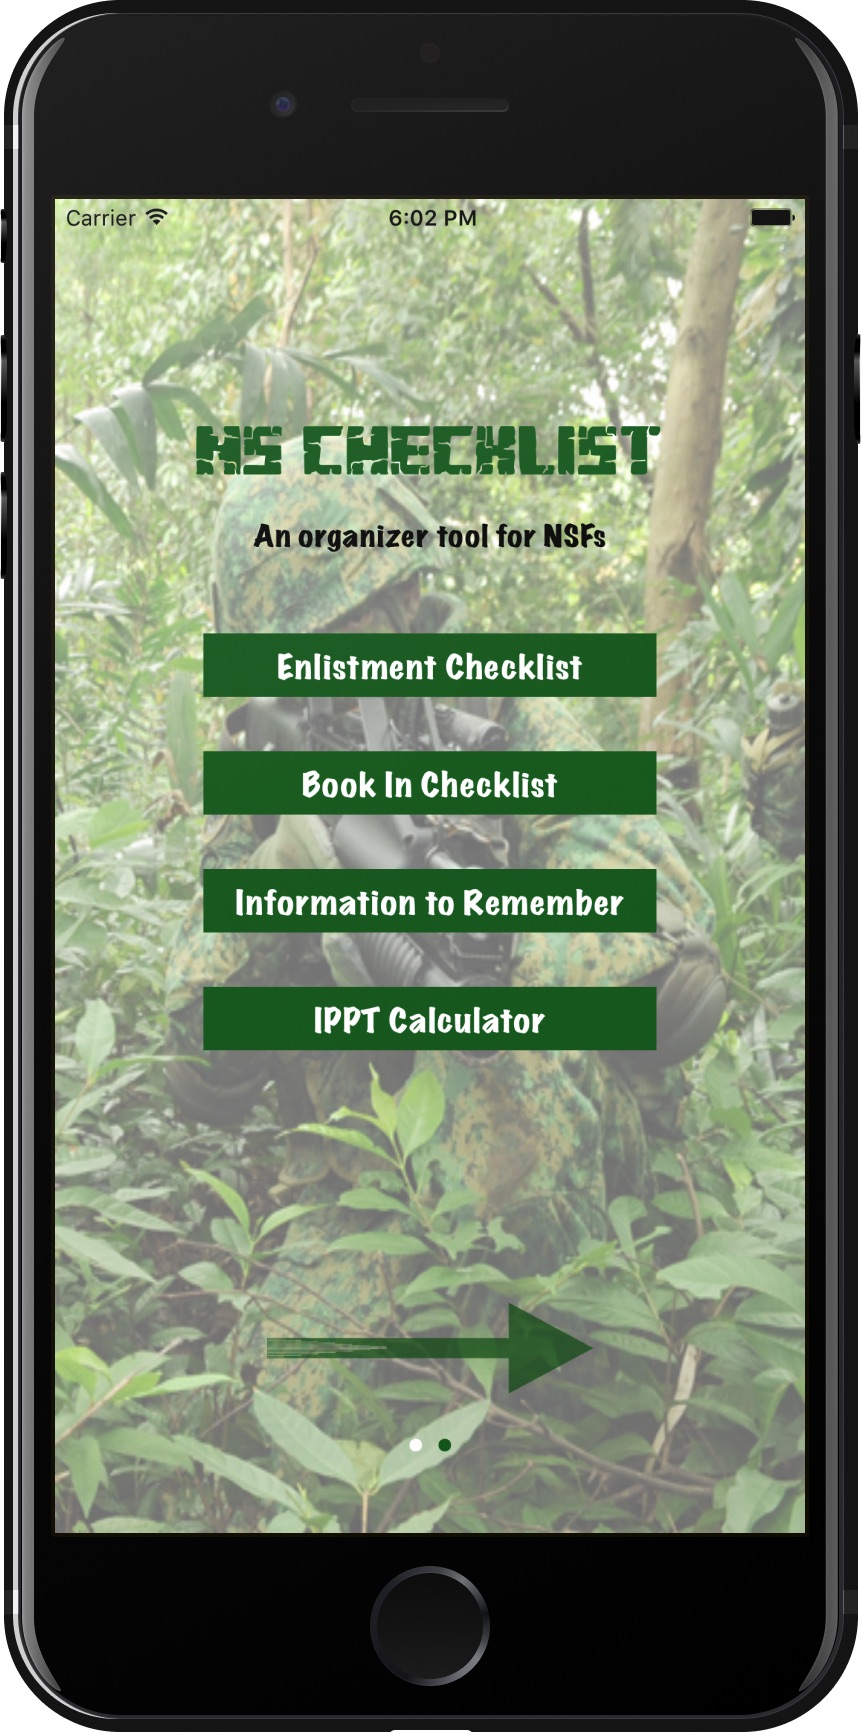 Carrier 6:02 PM
NS CHECKLIST
An organizer tool for NSFs
Enlistment Checklist
Book In Checklist
Information to Remember
IPPT Calculator